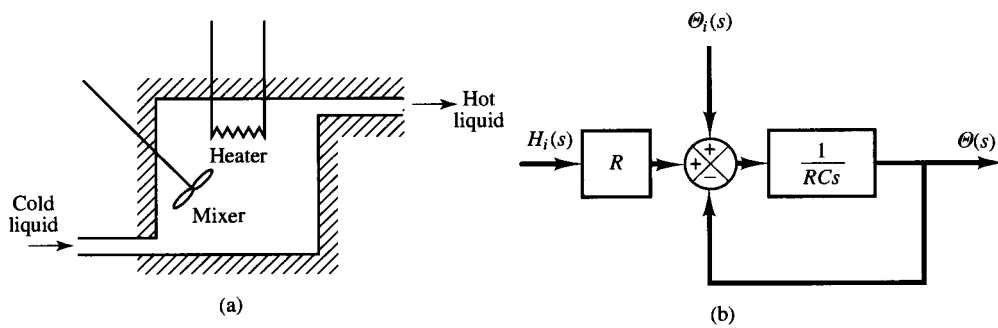 Heater
Mixer
Cold
liquid
Hot
liquid
(a)
Θi(s)
Hi(s)
R
+
+
−
1
RCs
Θ(s)
(b)